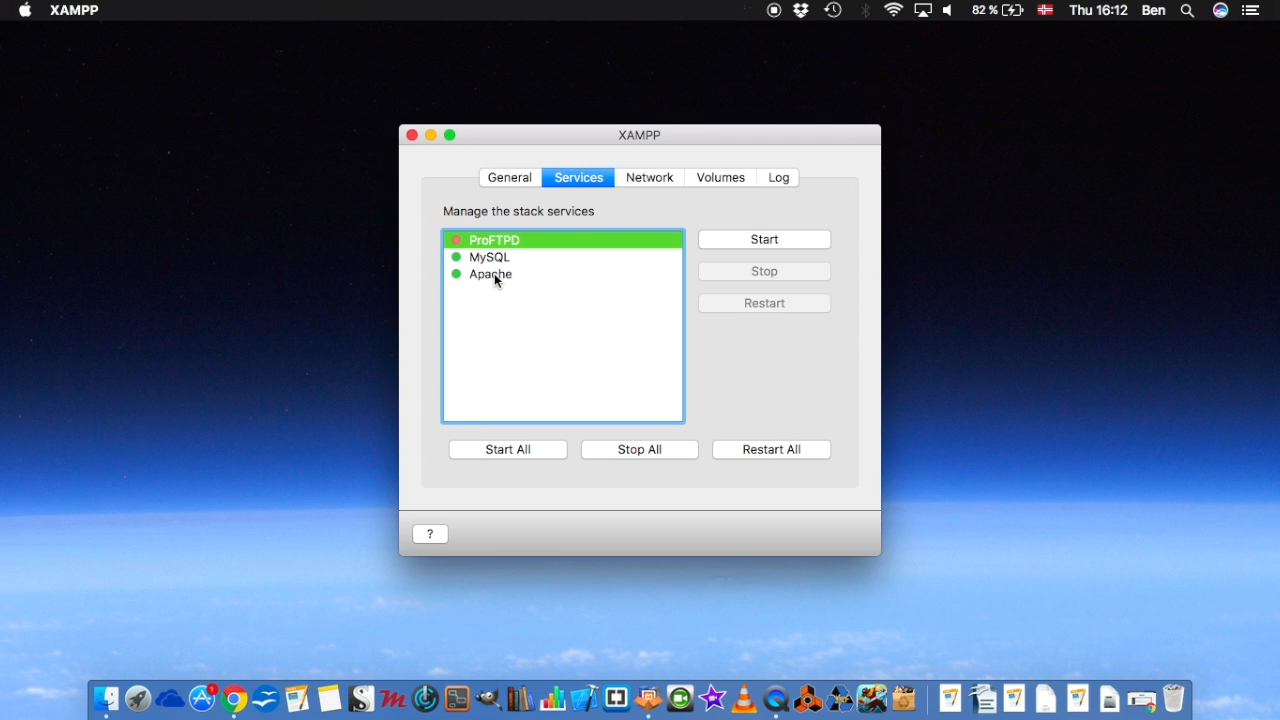 XAMPP
82 %
Thu 16:12
Ben
XAMPP
General
Services
Network
Volumes
Log
Manage the stack services
ProFTPD
MySQL
Apache
Start
Stop
Restart
Start All
Stop All
Restart All
?